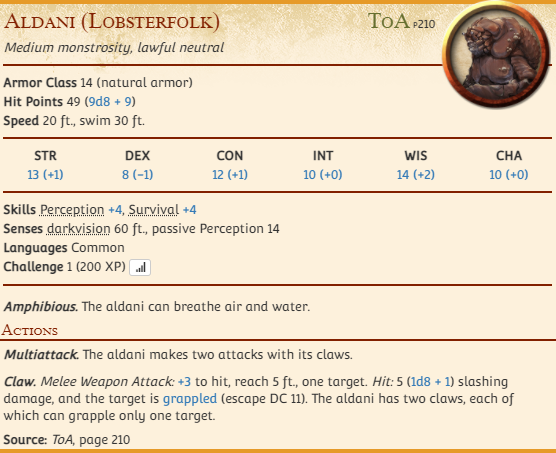 Aldani (Lobsterfolk) ToA p210
Medium monstrosity, lawful neutral
Armor Class 14 (natural armor)
Hit Points 49 (9d8 + 9)
Speed 20 ft., swim 30 ft.
STR DEX CON INT WIS CHA
13 (+1) 8 (−1) 12 (+1) 10 (+0) 14 (+2) 10 (+0)
Skills Perception +4, Survival +4
Senses darkvision 60 ft., passive Perception 14
Languages Common
Challenge 1 (200 XP)
Amphibious. The aldani can breathe air and water.
Actions
Multiattack. The aldani makes two attacks with its claws.
Claw. Melee Weapon Attack: +3 to hit, reach 5 ft., one target. Hit: 5 (1d8 + 1) slashing
damage, and the target is grappled (escape DC 11). The aldani has two claws, each of
which can grapple only one target.
Source: ToA, page 210